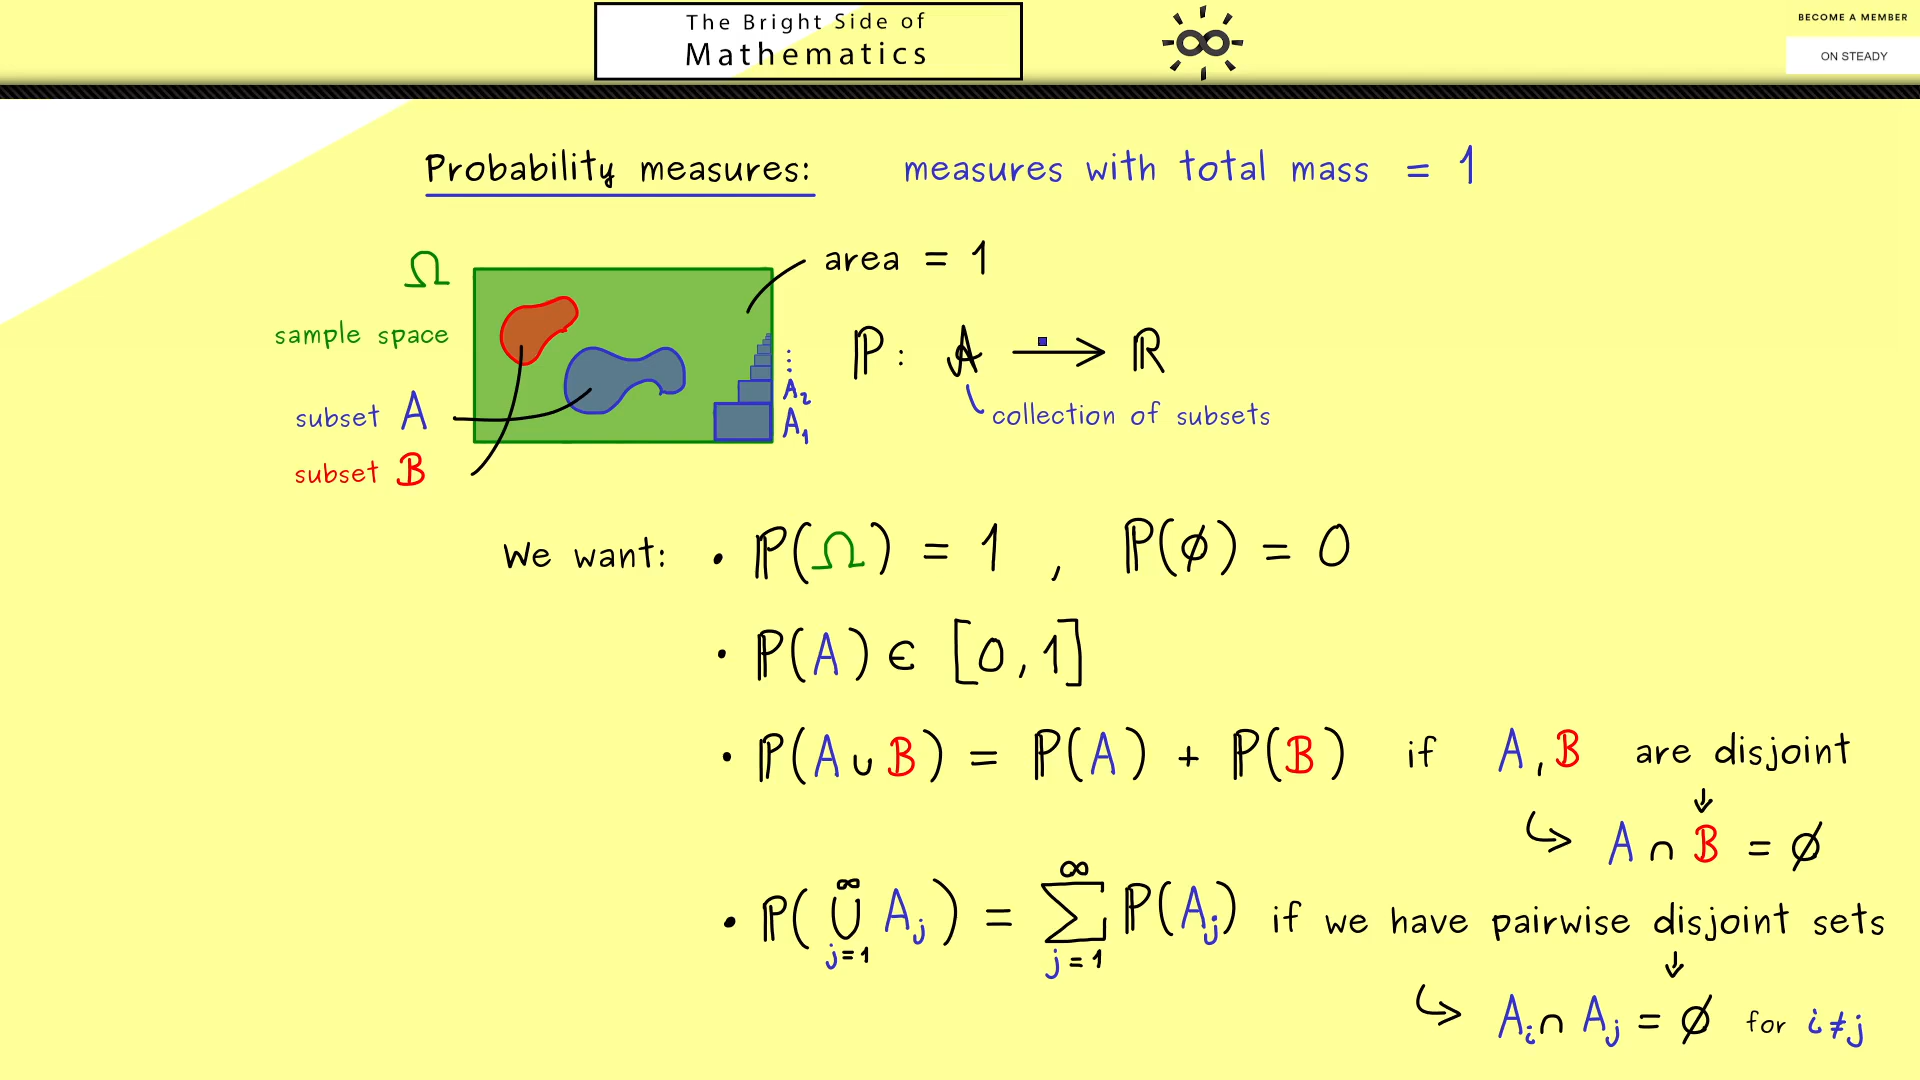 The Bright Side of
Mathematics
BECOME A MEMBER
ON STEADY
Probability measures: measures with total mass = 1
Ω
sample space
area = 1
ℙ: 𝒜 ⟶ ℝ
collection of subsets
subset A
subset B
⋮
A₂
A₁
We want: • ℙ(Ω) = 1 , ℙ(∅) = 0
• ℙ(A) ∈ [0,1]
• ℙ(A ∪ B) = ℙ(A) + ℙ(B) if A, B are disjoint
↓
↪ A ∩ B = ∅
• ℙ(⋃_{j=1}^{∞} A_j) = ∑_{j=1}^{∞} ℙ(A_j) if we have pairwise disjoint sets
↓
↪ A_i ∩ A_j = ∅ for i ≠ j